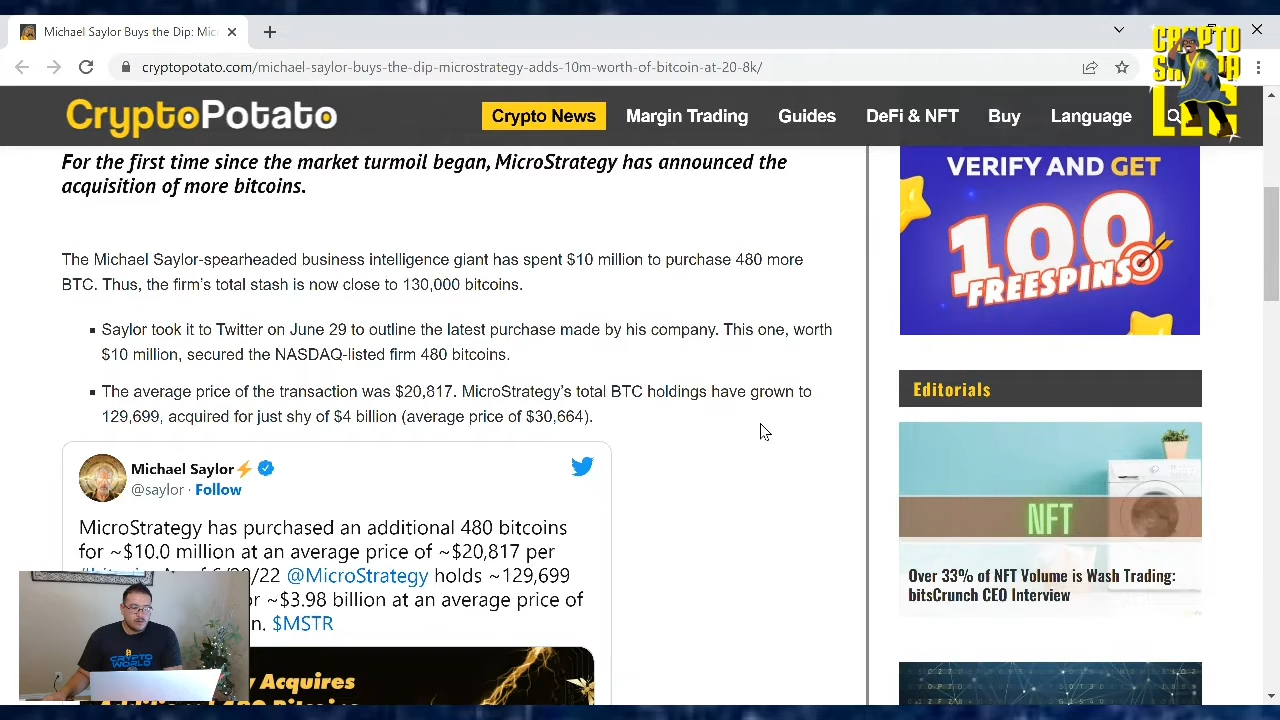 Michael Saylor Buys the Dip: Mic
cryptopotato.com/michael-saylor-buys-the-dip-m
tegy-adds-10m-worth-of-bitcoin-at-20-8k/
CRYPTO
CryptoPotato
Crypto News
Margin Trading
Guides
DeFi & NFT
Buy
Language
For the first time since the market turmoil began, MicroStrategy has announced the
acquisition of more bitcoins.
The Michael Saylor-spearheaded business intelligence giant has spent $10 million to purchase 480 more
BTC. Thus, the firm's total stash is now close to 130,000 bitcoins.
▪ Saylor took it to Twitter on June 29 to outline the latest purchase made by his company. This one, worth
$10 million, secured the NASDAQ-listed firm 480 bitcoins.
▪ The average price of the transaction was $20,817. MicroStrategy's total BTC holdings have grown to
129,699, acquired for just shy of $4 billion (average price of $30,664).
Michael Saylor⚡
@saylor · Follow
MicroStrategy has purchased an additional 480 bitcoins
for ~$10.0 million at an average price of ~$20,817 per
/22 @MicroStrategy holds ~129,699
~$3.98 billion at an average price of
n. $MSTR
y Acquires
CRYPTO
WORLD
VERIFY AND GET
100
FREESPINS
Editorials
NFT
Over 33% of NFT Volume is Wash Trading:
bitsCrunch CEO Interview